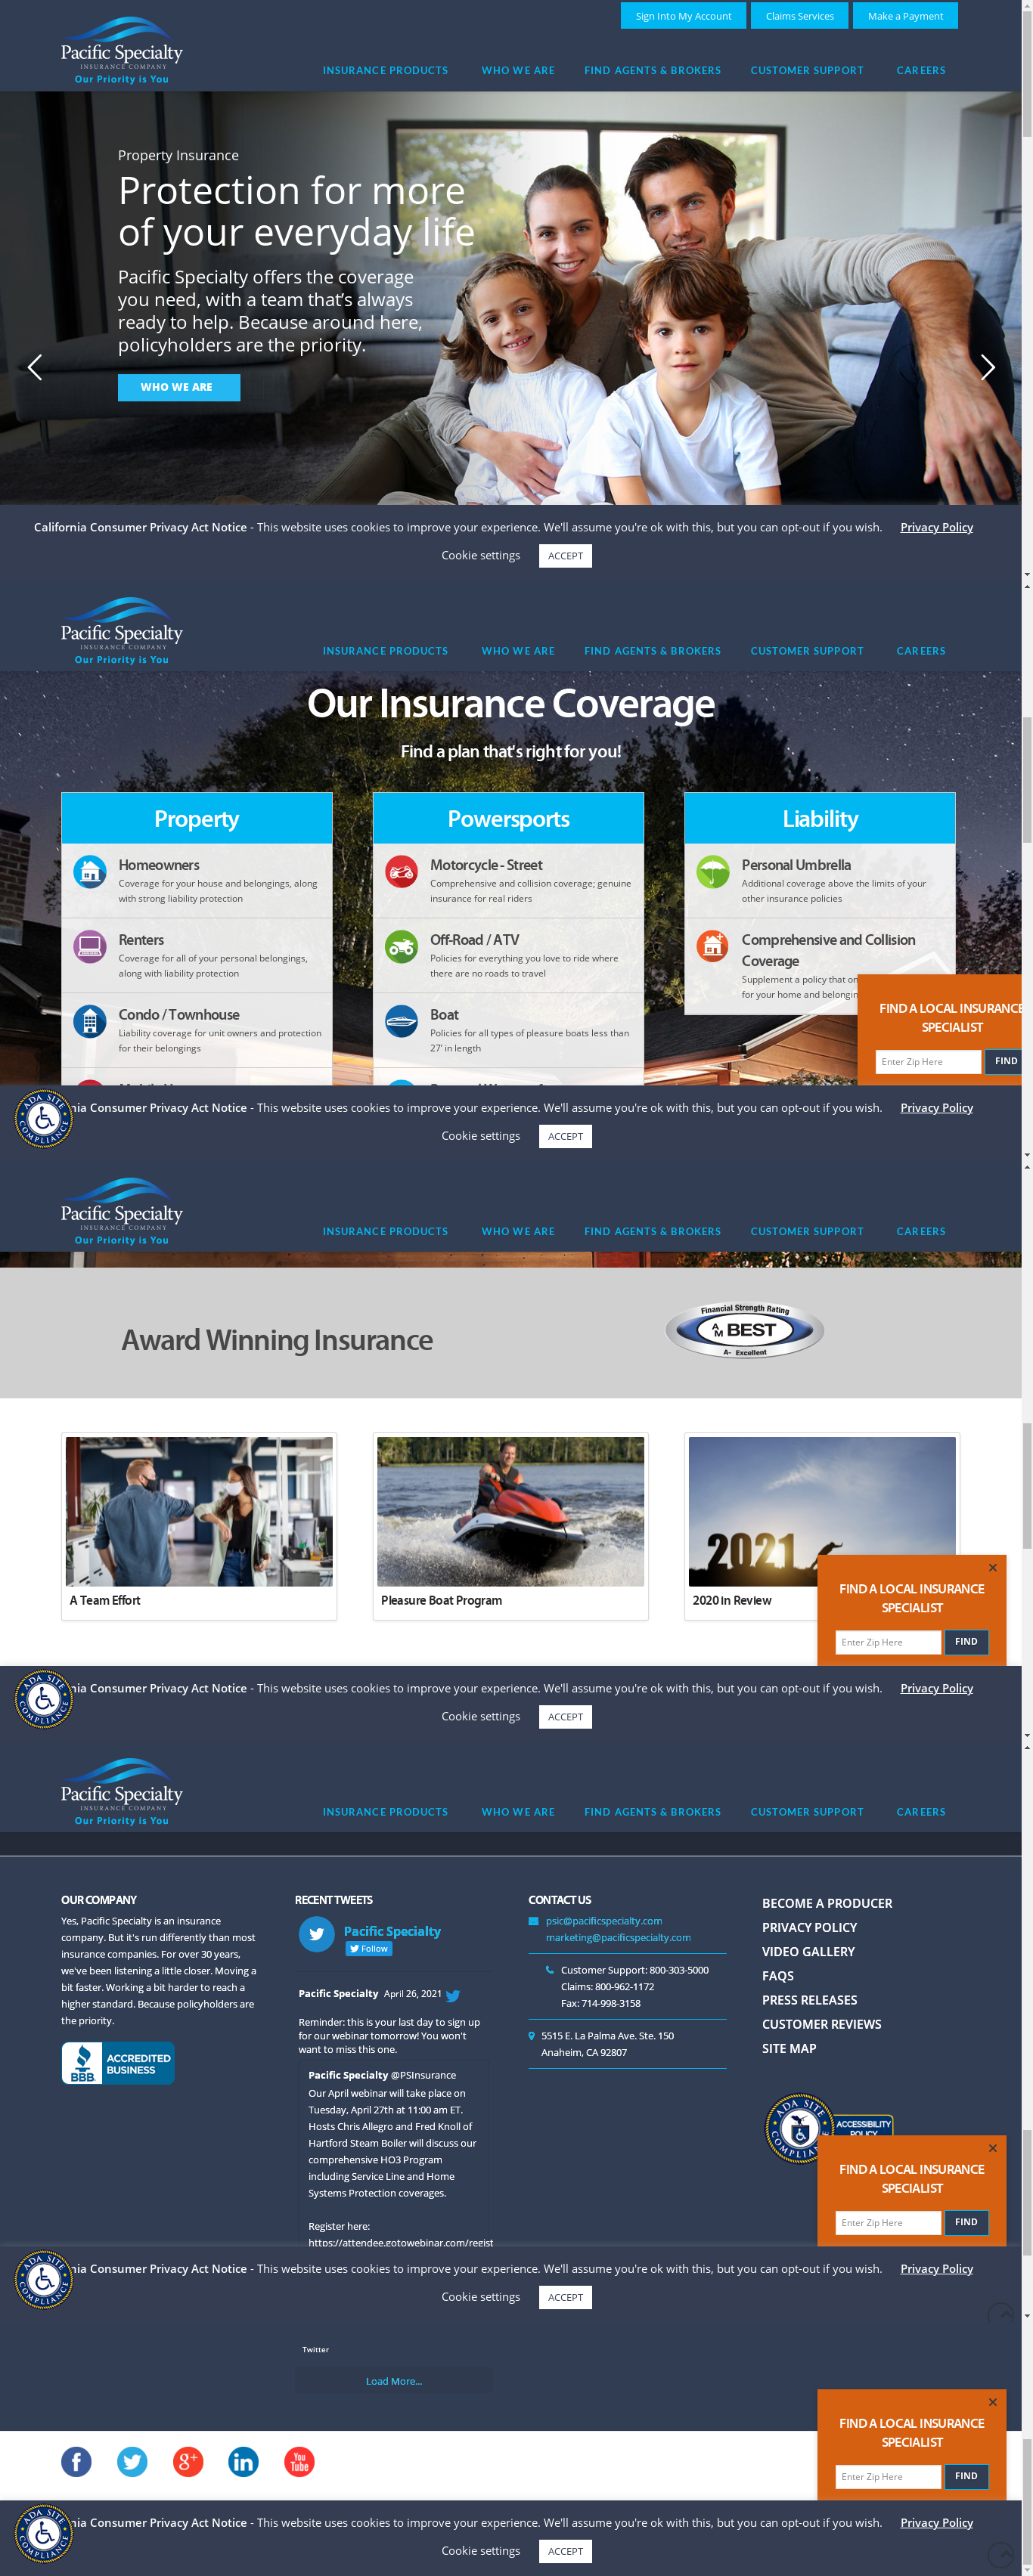 Sign Into My Account
Claims Services
Make a Payment
Pacific Specialty
INSURANCE COMPANY
Our Priority is You
INSURANCE PRODUCTS
WHO WE ARE
FIND AGENTS & BROKERS
CUSTOMER SUPPORT
CAREERS
Property Insurance
Protection for more
of your everyday life
Pacific Specialty offers the coverage
you need, with a team that's always
ready to help. Because around here,
policyholders are the priority.
WHO WE ARE
California Consumer Privacy Act Notice - This website uses cookies to improve your experience. We'll assume you're ok with this, but you can opt-out if you wish. Privacy Policy
Cookie settings ACCEPT
Pacific Specialty
INSURANCE COMPANY
Our Priority is You
INSURANCE PRODUCTS
WHO WE ARE
FIND AGENTS & BROKERS
CUSTOMER SUPPORT
CAREERS
Our Insurance Coverage
Find a plan that's right for you!
Property
Homeowners
Coverage for your house and belongings, along
with strong liability protection
Renters
Coverage for all of your personal belongings,
along with liability protection
Condo / Townhouse
Liability coverage for unit owners and protection
for their belongings
Powersports
Motorcycle - Street
Comprehensive and collision coverage; genuine
insurance for real riders
Off-Road / ATV
Policies for everything you love to ride where
there are no roads to travel
Boat
Policies for all types of pleasure boats less than
27' in length
Liability
Personal Umbrella
Additional coverage above the limits of your
other insurance policies
Comprehensive and Collision
Coverage
Supplement a policy that
for your home and
FIND A LOCAL INSURANCE
SPECIALIST
Enter Zip Here FIND
ADA SITE COMPLIANCE
nia Consumer Privacy Act Notice - This website uses cookies to improve your experience. We'll assume you're ok with this, but you can opt-out if you wish. Privacy Policy
Cookie settings ACCEPT
Pacific Specialty
INSURANCE COMPANY
Our Priority is You
INSURANCE PRODUCTS
WHO WE ARE
FIND AGENTS & BROKERS
CUSTOMER SUPPORT
CAREERS
Award Winning Insurance
Financial Strength Rating
AM BEST
A- Excellent
2021
A Team Effort
Pleasure Boat Program
2020 in Review
FIND A LOCAL INSURANCE
SPECIALIST
Enter Zip Here FIND
ADA SITE COMPLIANCE
nia Consumer Privacy Act Notice - This website uses cookies to improve your experience. We'll assume you're ok with this, but you can opt-out if you wish. Privacy Policy
Cookie settings ACCEPT
Pacific Specialty
INSURANCE COMPANY
Our Priority is You
INSURANCE PRODUCTS
WHO WE ARE
FIND AGENTS & BROKERS
CUSTOMER SUPPORT
CAREERS
OUR COMPANY
Yes, Pacific Specialty is an insurance
company. But it's run differently than most
insurance companies. For over 30 years,
we've been listening a little closer. Moving a
bit faster. Working a bit harder to reach a
higher standard. Because policyholders are
the priority.
BBB
ACCREDITED
BUSINESS
RECENT TWEETS
Pacific Specialty
Follow
Pacific Specialty April 26, 2021
Reminder: this is your last day to sign up
for our webinar tomorrow! You won't
want to miss this one.
Pacific Specialty @PSInsurance
Our April webinar will take place on
Tuesday, April 27th at 11:00 am ET.
Hosts Chris Allegro and Fred Knoll of
Hartford Steam Boiler will discuss our
comprehensive HO3 Program
including Service Line and Home
Systems Protection coverages.
Register here:
https://attendee.gotowebinar.com/regist
CONTACT US
psic@pacificspecialty.com
marketing@pacificspecialty.com
Customer Support: 800-303-5000
Claims: 800-962-1172
Fax: 714-998-3158
5515 E. La Palma Ave. Ste. 150
Anaheim, CA 92807
BECOME A PRODUCER
PRIVACY POLICY
VIDEO GALLERY
FAQS
PRESS RELEASES
CUSTOMER REVIEWS
SITE MAP
ADA SITE COMPLIANCE
ACCESSIBILITY
POLICY
FIND A LOCAL INSURANCE
SPECIALIST
Enter Zip Here FIND
ADA SITE COMPLIANCE
nia Consumer Privacy Act Notice - This website uses cookies to improve your experience. We'll assume you're ok with this, but you can opt-out if you wish. Privacy Policy
Cookie settings ACCEPT
Twitter
Load More...
FIND A LOCAL INSURANCE
SPECIALIST
Enter Zip Here FIND
You Tube
ADA SITE COMPLIANCE
nia Consumer Privacy Act Notice - This website uses cookies to improve your experience. We'll assume you're ok with this, but you can opt-out if you wish. Privacy Policy
Cookie settings ACCEPT